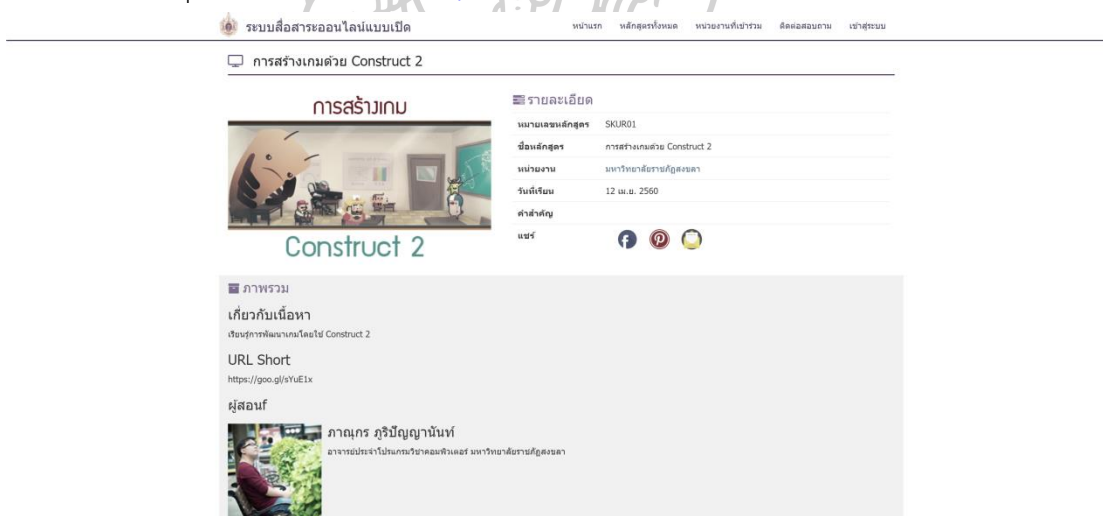 ระบบสื่อสาระออนไลน์แบบเปิด
หน้าแรก หลักสูตรทั้งหมด หน่วยงานที่เข้าร่วม ติดต่อสอบถาม เข้าสู่ระบบ
การสร้างเกมด้วย Construct 2
การสร้างเกม
Construct 2
รายละเอียด
หมายเลขหลักสูตร SKUR01
ชื่อหลักสูตร การสร้างเกมด้วย Construct 2
หน่วยงาน มหาวิทยาลัยราชภัฏสงขลา
วันที่เรียน 12 เม.ย. 2560
คำสำคัญ
แชร์
ภาพรวม
เกี่ยวกับเนื้อหา
เรียนรู้การพัฒนาเกมโดยใช้ Construct 2
URL Short
https://goo.gl/sYuE1x
ผู้สอนf
ภาณุกร ภูริปัญญานันท์
อาจารย์ประจำโปรแกรมวิชาคอมพิวเตอร์ มหาวิทยาลัยราชภัฏสงขลา